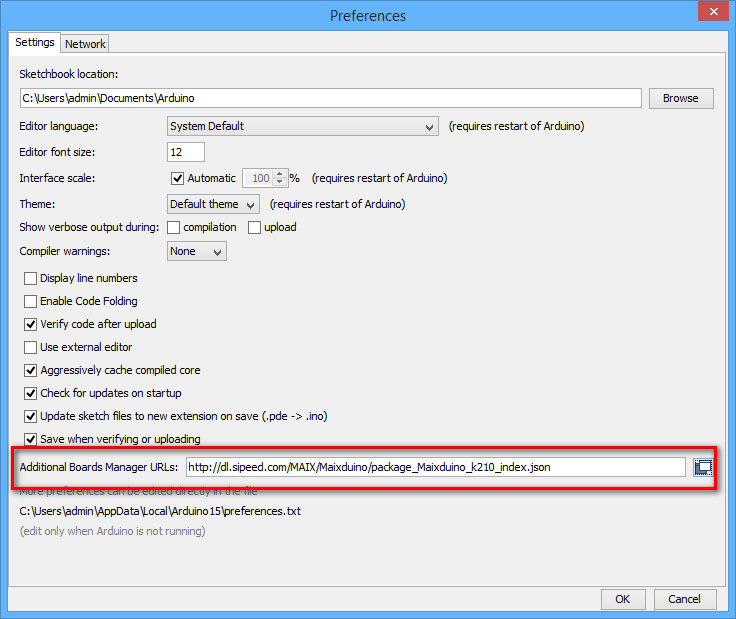 Preferences
Settings Network
Sketchbook location:
C:\Users\admin\Documents\Arduino Browse
Editor language: System Default (requires restart of Arduino)
Editor font size: 12
Interface scale: Automatic 100 % (requires restart of Arduino)
Theme: Default theme (requires restart of Arduino)
Show verbose output during: compilation upload
Compiler warnings: None
Display line numbers
Enable Code Folding
Verify code after upload
Use external editor
Aggressively cache compiled core
Check for updates on startup
Update sketch files to new extension on save (.pde -> .ino)
Save when verifying or uploading
Additional Boards Manager URLs: http://dl.sipeed.com/MAIX/Maixduino/package_Maixduino_k210_index.json
More preferences can be edited directly in the file
C:\Users\admin\AppData\Local\Arduino15\preferences.txt
(edit only when Arduino is not running)
OK Cancel